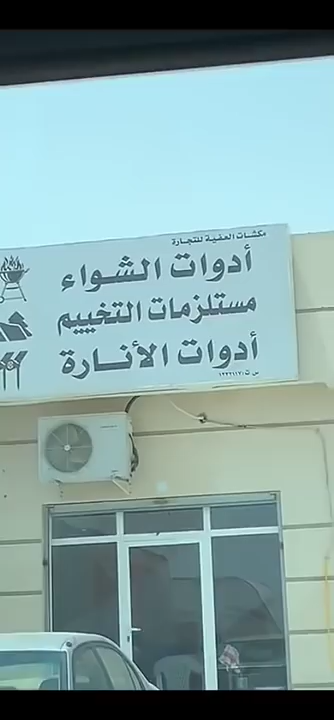 مكشات العفية للتجارة
أدوات الشواء
مستلزمات التخييم
أدوات الأنارة
س ت